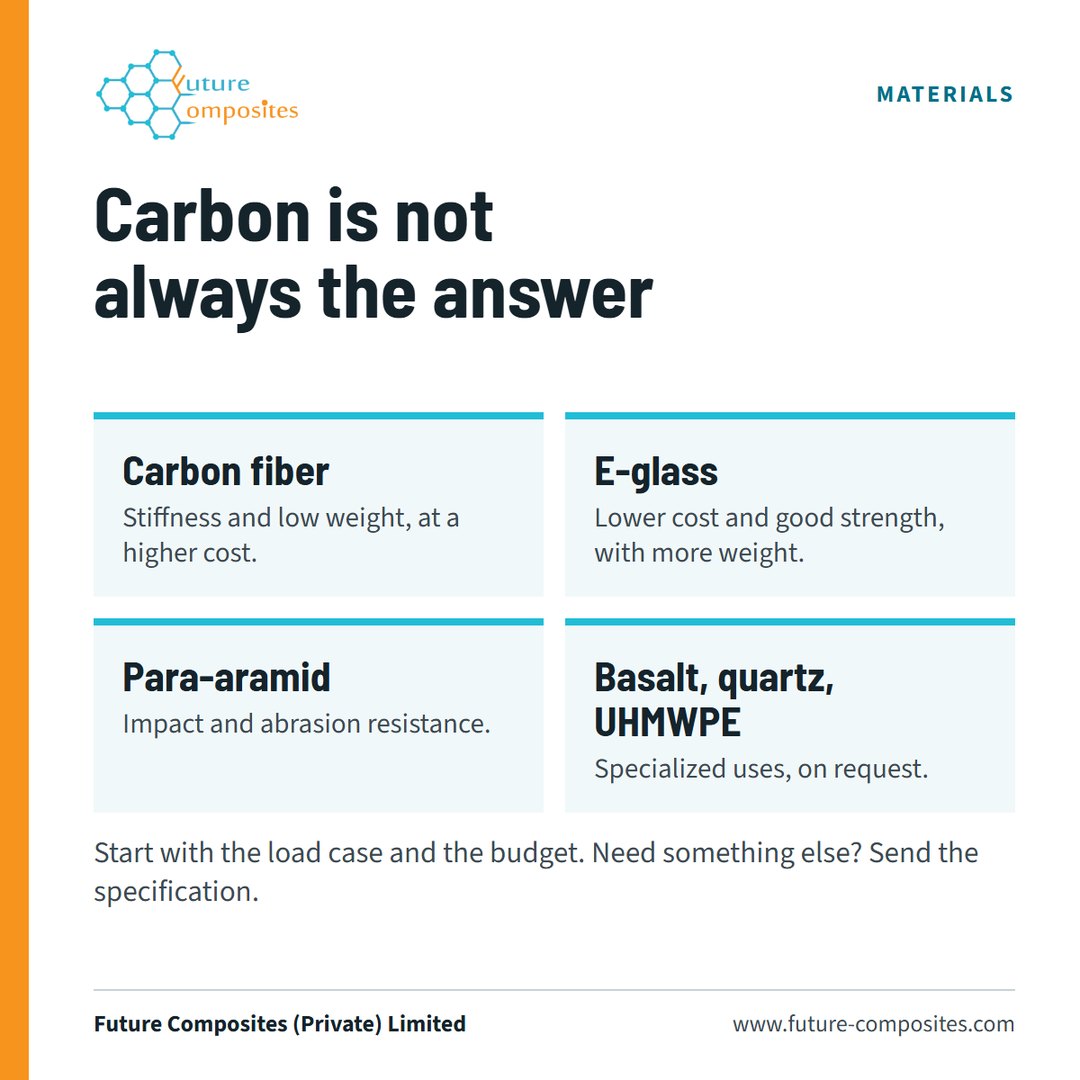 uture
omposites
MATERIALS
Carbon is not
always the answer
Carbon fiber
Stiffness and low weight, at a
higher cost.
E-glass
Lower cost and good strength,
with more weight.
Para-aramid
Impact and abrasion resistance.
Basalt, quartz,
UHMWPE
Specialized uses, on request.
Start with the load case and the budget. Need something else? Send the
specification.
Future Composites (Private) Limited
www.future-composites.com